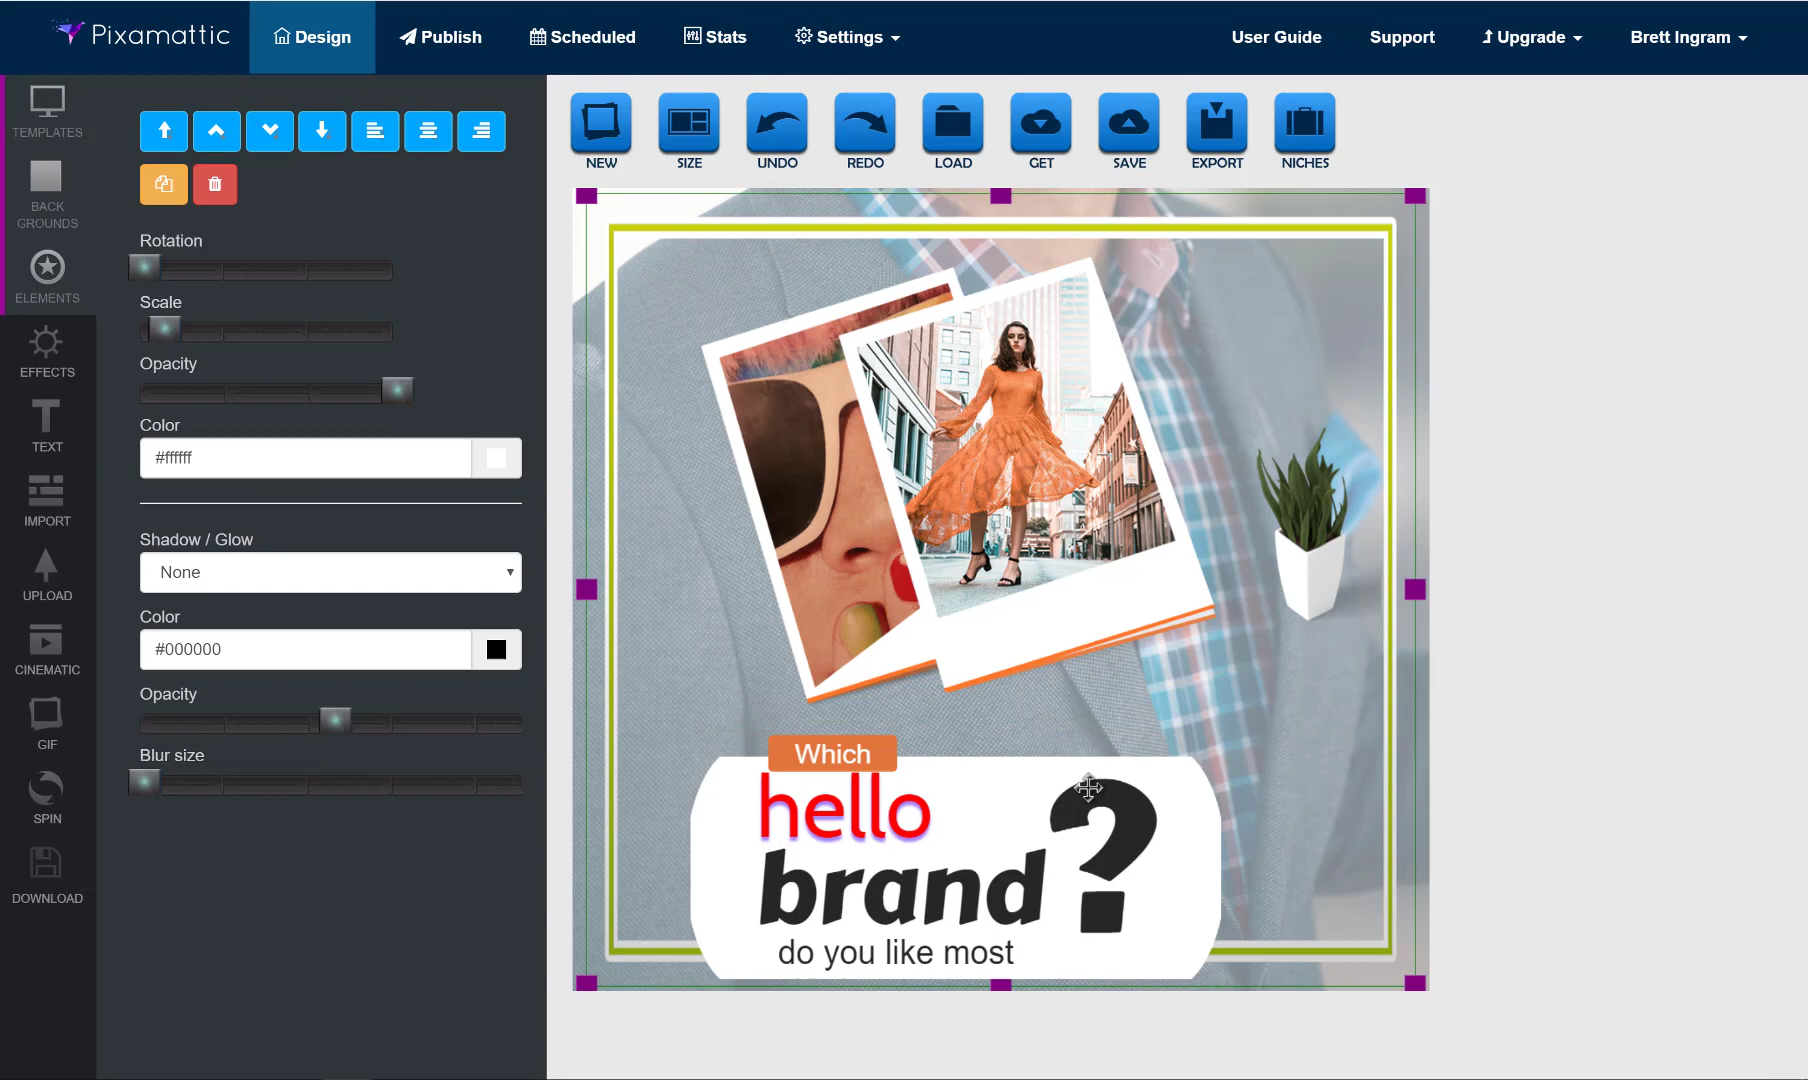 Pixamattic
Design
Publish
Scheduled
Stats
Settings
User Guide
Support
Upgrade
Brett Ingram
TEMPLATES
BACK
GROUNDS
ELEMENTS
EFFECTS
TEXT
IMPORT
UPLOAD
CINEMATIC
GIF
SPIN
DOWNLOAD
Rotation
Scale
Opacity
Color
#ffffff
Shadow / Glow
None
Color
#000000
Opacity
Blur size
NEW
SIZE
UNDO
REDO
LOAD
GET
SAVE
EXPORT
NICHES
Which
hello
brand?
do you like most